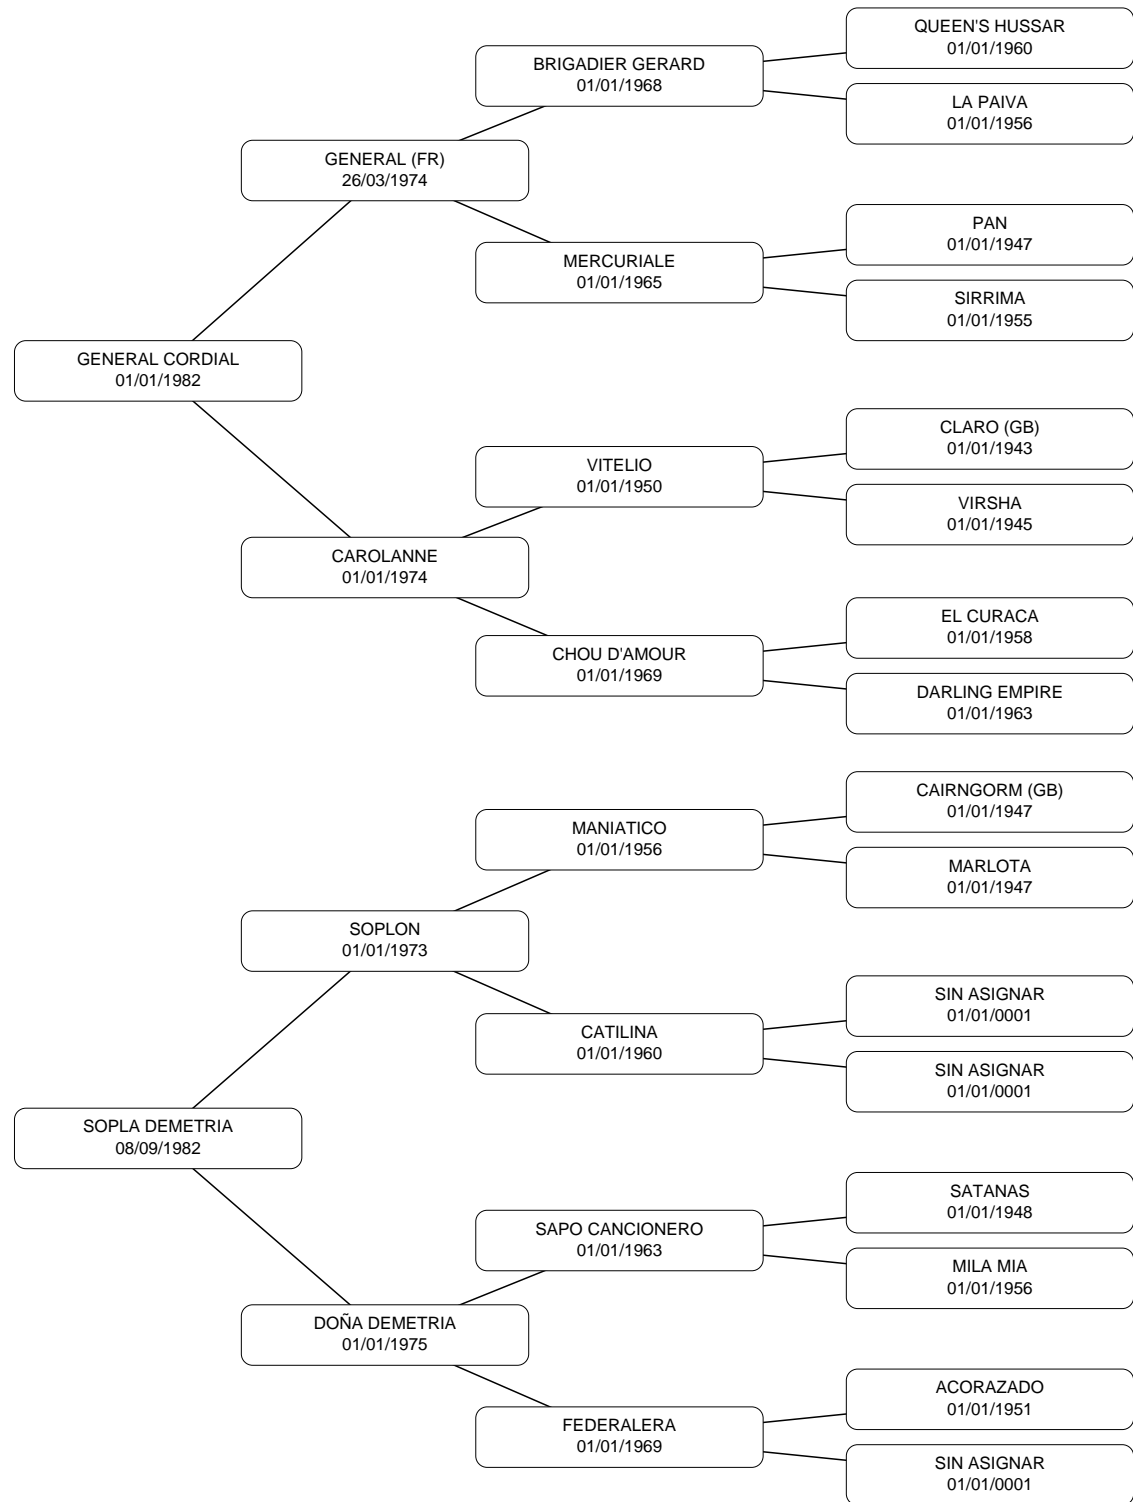 QUEEN'S HUSSAR
01/01/1960
BRIGADIER GERARD
01/01/1968
LA PAIVA
01/01/1956
GENERAL (FR)
26/03/1974
PAN
01/01/1947
MERCURIALE
01/01/1965
SIRRIMA
01/01/1955
GENERAL CORDIAL
01/01/1982
CLARO (GB)
01/01/1943
VITELIO
01/01/1950
VIRSHA
01/01/1945
CAROLANNE
01/01/1974
EL CURACA
01/01/1958
CHOU D'AMOUR
01/01/1969
DARLING EMPIRE
01/01/1963
CAIRNGORM (GB)
01/01/1947
MANIATICO
01/01/1956
MARLOTA
01/01/1947
SOPLON
01/01/1973
SIN ASIGNAR
01/01/0001
CATILINA
01/01/1960
SIN ASIGNAR
01/01/0001
SOPLA DEMETRIA
08/09/1982
SATANAS
01/01/1948
SAPO CANCIONERO
01/01/1963
MILA MIA
01/01/1956
DOÑA DEMETRIA
01/01/1975
ACORAZADO
01/01/1951
FEDERALERA
01/01/1969
SIN ASIGNAR
01/01/0001